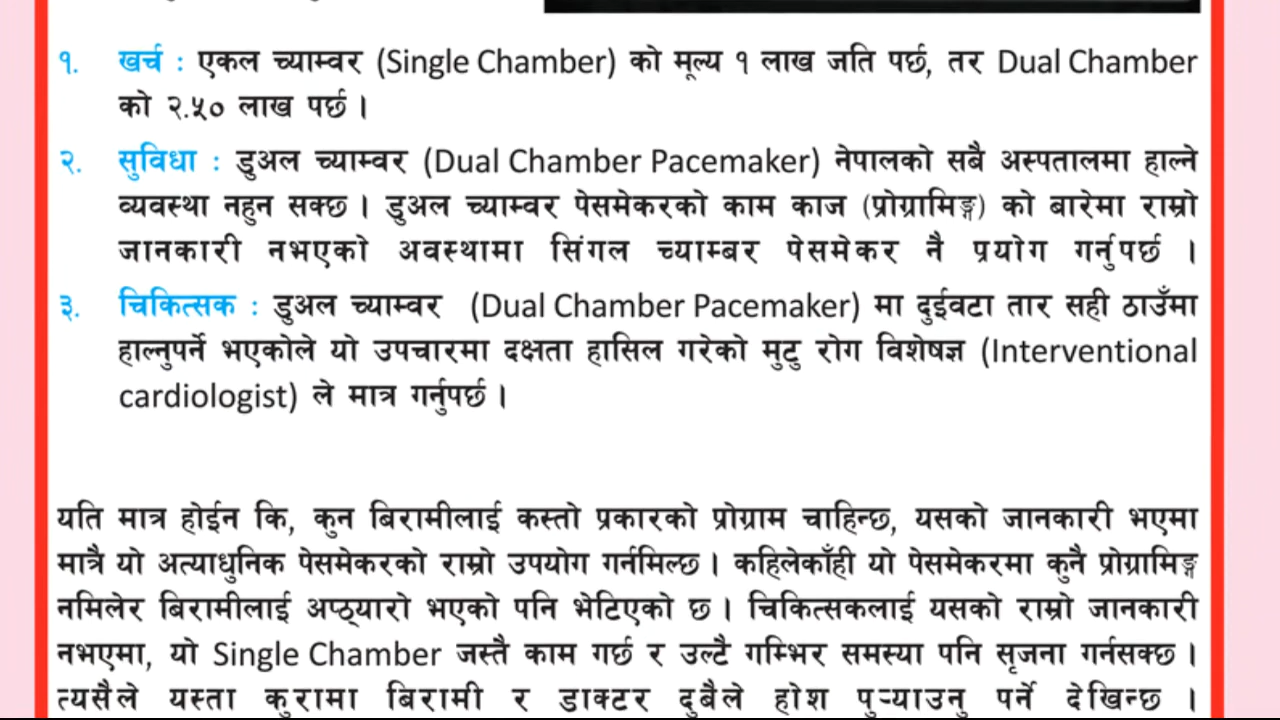 १. खर्च : एकल च्याम्वर (Single Chamber) को मूल्य १ लाख जति पर्छ, तर Dual Chamber
को २.५० लाख पर्छ ।
२. सुविधा : डुअल च्याम्वर (Dual Chamber Pacemaker) नेपालको सबै अस्पतालमा हाल्ने
व्यवस्था नहुन सक्छ । डुअल च्याम्वर पेसमेकरको काम काज (प्रोग्रामिङ्ग) को बारेमा राम्रो
जानकारी नभएको अवस्थामा सिंगल च्याम्बर पेसमेकर नै प्रयोग गर्नुपर्छ ।
३. चिकित्सक : डुअल च्याम्वर (Dual Chamber Pacemaker) मा दुईवटा तार सही ठाउँमा
हाल्नुपर्ने भएकोले यो उपचारमा दक्षता हासिल गरेको मुटु रोग विशेषज्ञ (Interventional
cardiologist) ले मात्र गर्नुपर्छ ।
यति मात्र होईन कि, कुन बिरामीलाई कस्तो प्रकारको प्रोग्राम चाहिन्छ, यसको जानकारी भएमा
मात्रै यो अत्याधुनिक पेसमेकरको राम्रो उपयोग गर्नमिल्छ । कहिलेकाँही यो पेसमेकरमा कुनै प्रोग्रामिङ्ग
नमिलेर बिरामीलाई अप्ठ्यारो भएको पनि भेटिएको छ । चिकित्सकलाई यसको राम्रो जानकारी
नभएमा, यो Single Chamber जस्तै काम गर्छ र उल्टै गम्भिर समस्या पनि सृजना गर्नसक्छ ।
त्यसैले यस्ता कुरामा बिरामी र डाक्टर दुबैले होश पुऱ्याउनु पर्ने देखिन्छ ।